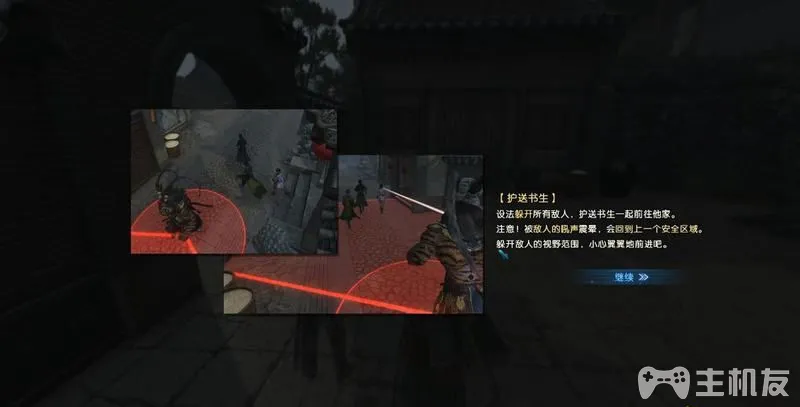 【护送书生】
设法躲开所有敌人，护送书生一起前往他家。
注意！被敌人的吼声震晕，会回到上一个安全区域。
躲开敌人的视野范围，小心翼翼地前进吧。
继续
主机友